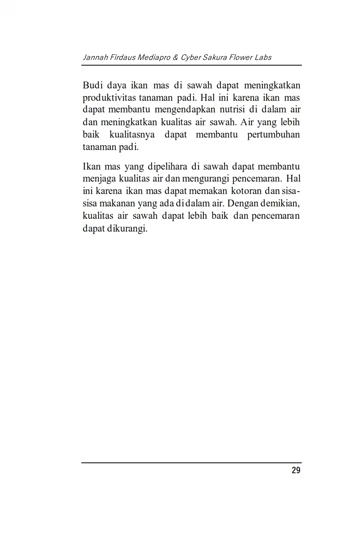 Jannah Firdaus Mediapro & Cyber Sakura Flower Labs
Budi daya ikan mas di sawah dapat meningkatkan
produktivitas tanaman padi. Hal ini karena ikan mas
dapat membantu mengendapkan nutrisi di dalam air
dan meningkatkan kualitas air sawah. Air yang lebih
baik kualitasnya dapat membantu pertumbuhan
tanaman padi.
Ikan mas yang dipelihara di sawah dapat membantu
menjaga kualitas air dan mengurangi pencemaran. Hal
ini karena ikan mas dapat memakan kotoran dan sisa-
sisa makanan yang ada di dalam air. Dengan demikian,
kualitas air sawah dapat lebih baik dan pencemaran
dapat dikurangi.
29